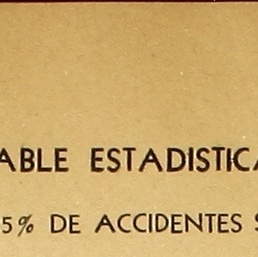 ABLE ESTADISTICA
5% DE ACCIDENTES S